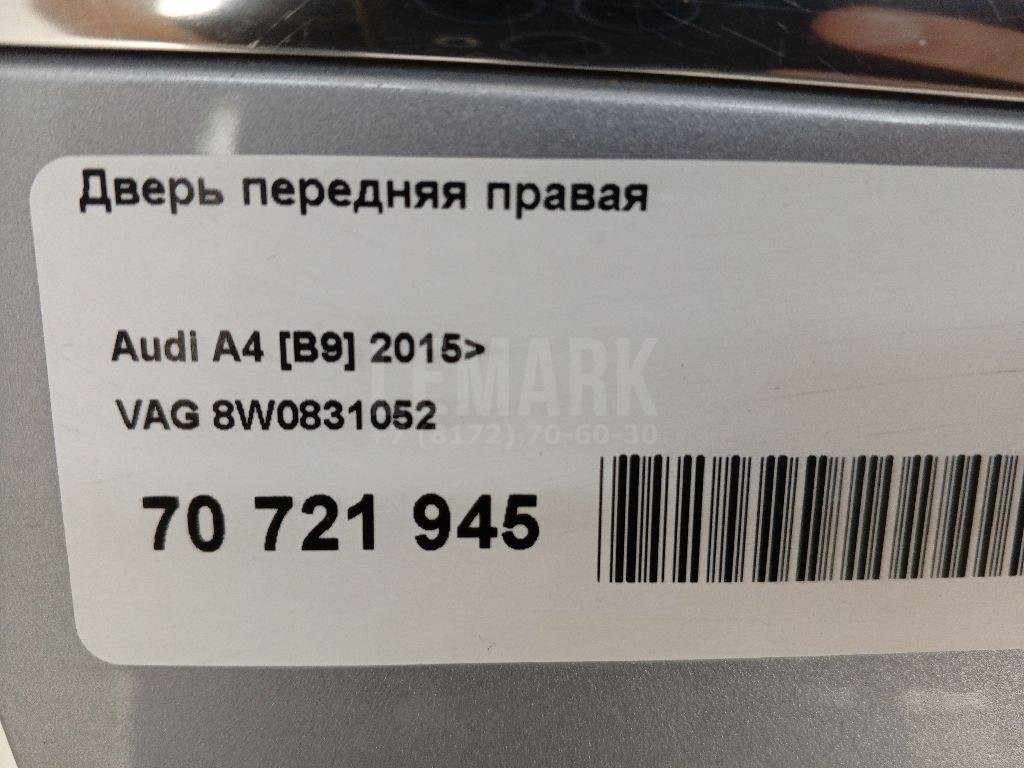 Дверь передняя правая
Audi A4 [B9] 2015>
LEMARK
VAG 8W0831052
+7 (8172) 70-60-30
70 721 945